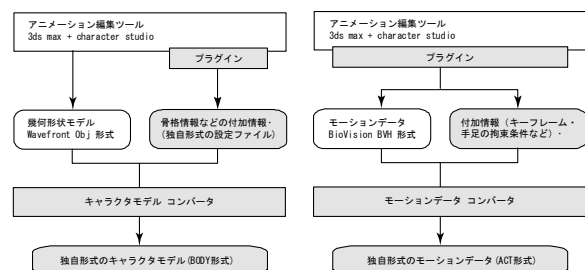 アニメーション編集ツール
3ds max + character studio
プラグイン
幾何形状モデル
Wavefront Obj 形式
骨格情報などの付加情報・
(独自形式の設定ファイル)
キャラクタモデル コンバータ
独自形式のキャラクタモデル(BODY形式)
アニメーション編集ツール
3ds max + character studio
プラグイン
モーションデータ
BioVision BVH 形式
付加情報（キーフレーム・
手足の拘束条件など）・
モーションデータ コンバータ
独自形式のモーションデータ(ACT形式)